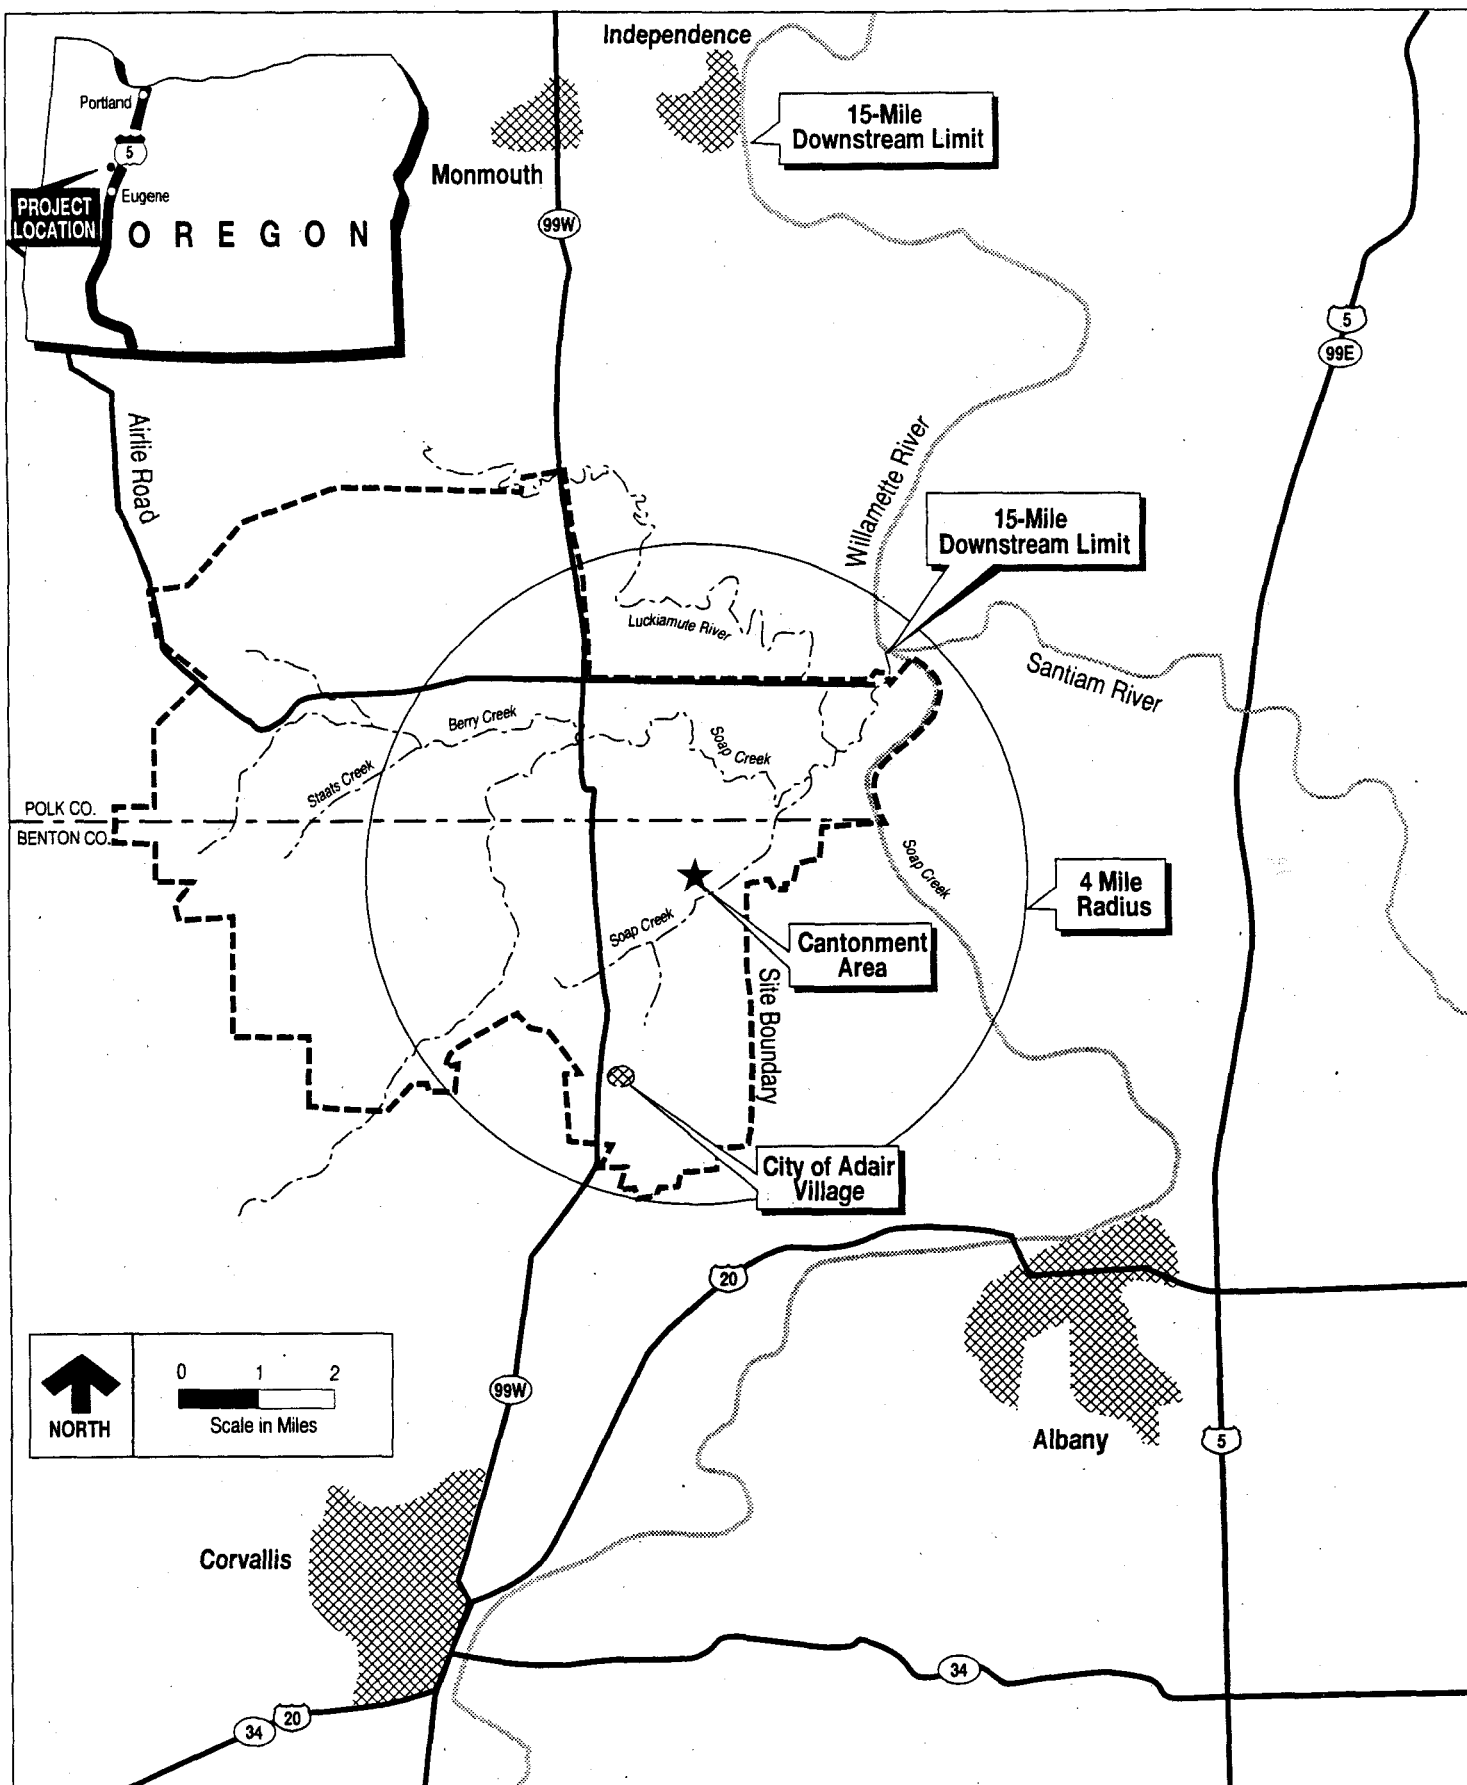 Independence
Portland
5
15-Mile
Downstream Limit
Monmouth
Eugene
PROJECT
LOCATION
OREGON
99W
5
99E
Airlie Road
Willamette River
15-Mile
Downstream Limit
Luckiamute River
Santiam River
Berry Creek
Soap Creek
Staats Creek
POLK CO.
BENTON CO.
Soap Creek
4 Mile
Radius
Soap Creek
Cantonment
Area
Site Boundary
City of Adair
Village
20
0 1 2
Scale in Miles
NORTH
99W
Albany
5
Corvallis
34
20
34